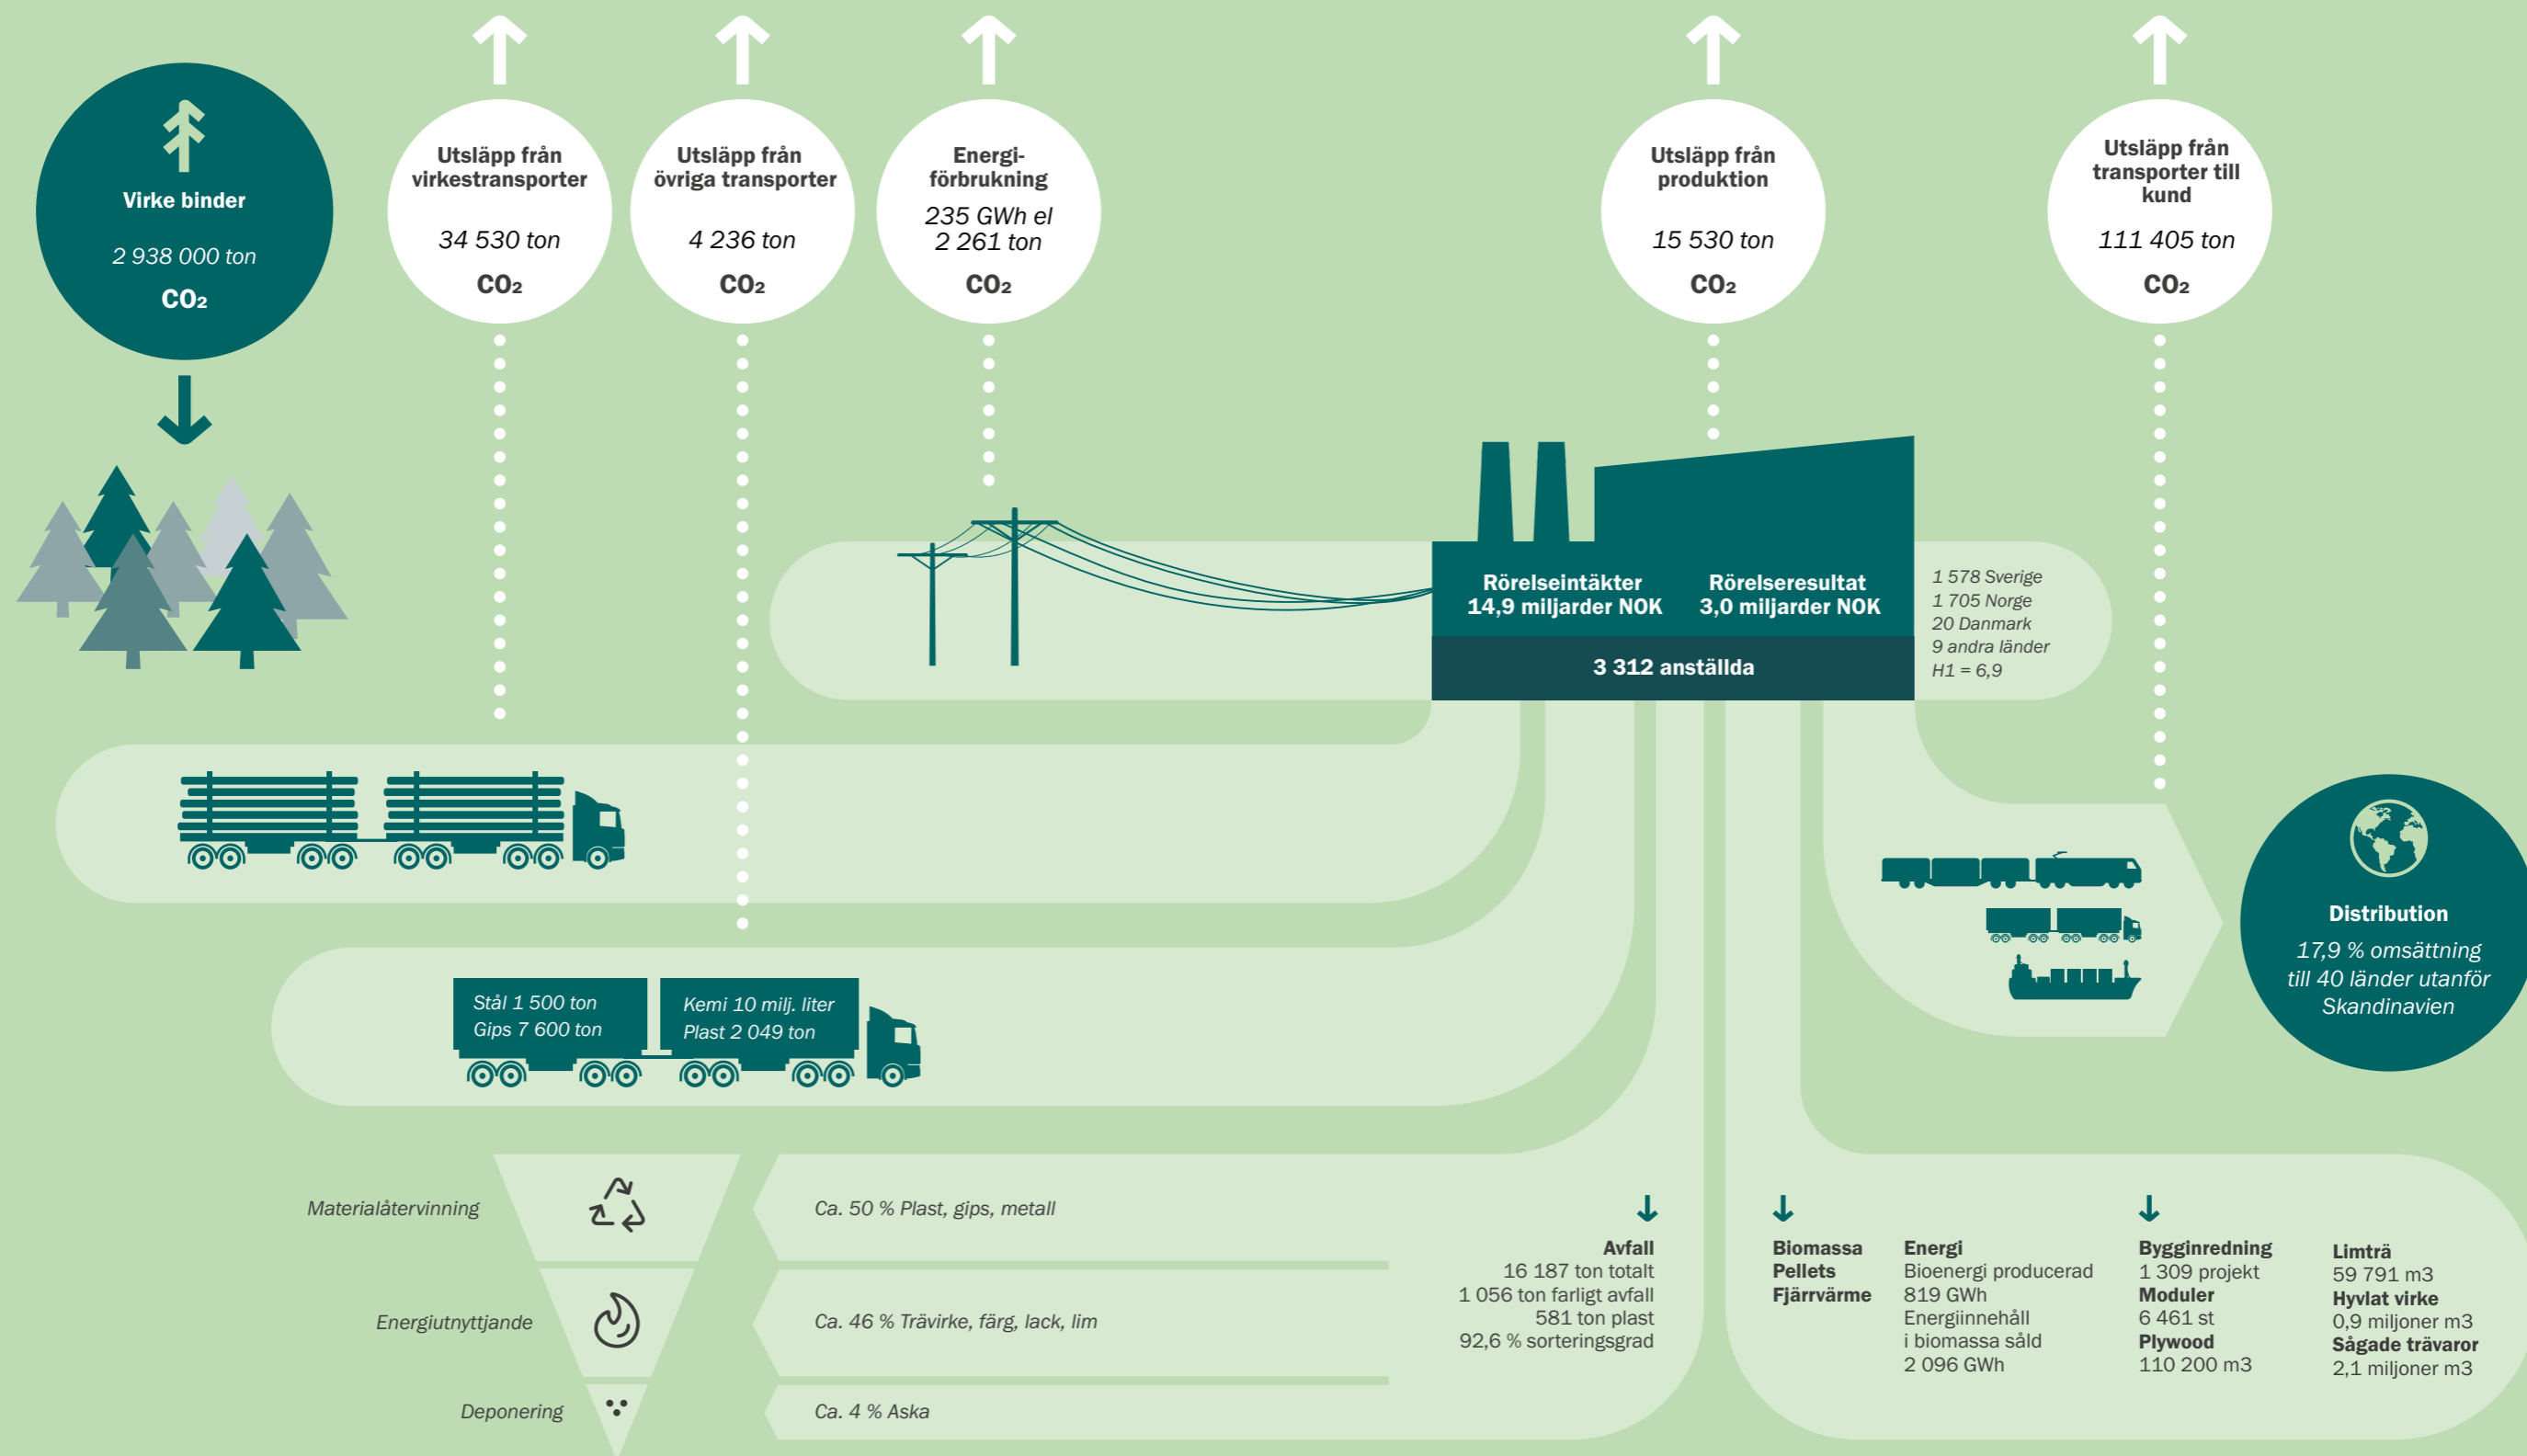 Virke binder
2 938 000 ton
CO₂
Utsläpp från
virkestransporter
34 530 ton
CO₂
Utsläpp från
övriga transporter
4 236 ton
CO₂
Energi-
förbrukning
235 GWh el
2 261 ton
CO₂
Utsläpp från
produktion
15 530 ton
CO₂
Utsläpp från
transporter till
kund
111 405 ton
CO₂
Rörelseintäkter
14,9 miljarder NOK
Rörelseresultat
3,0 miljarder NOK
3 312 anställda
1 578 Sverige
1 705 Norge
20 Danmark
9 andra länder
H1 = 6,9
Stål 1 500 ton
Gips 7 600 ton
Kemi 10 milj. liter
Plast 2 049 ton
Distribution
17,9 % omsättning
till 40 länder utanför
Skandinavien
Materialåtervinning
Ca. 50 % Plast, gips, metall
Energiutnyttjande
Ca. 46 % Trävirke, färg, lack, lim
Deponering
Ca. 4 % Aska
Avfall
16 187 ton totalt
1 056 ton farligt avfall
581 ton plast
92,6 % sorteringsgrad
Biomassa
Pellets
Fjärrvärme
Energi
Bioenergi producerad
819 GWh
Energiinnehåll
i biomassa såld
2 096 GWh
Bygginredning
1 309 projekt
Moduler
6 461 st
Plywood
110 200 m3
Limträ
59 791 m3
Hyvlat virke
0,9 miljoner m3
Sågade trävaror
2,1 miljoner m3